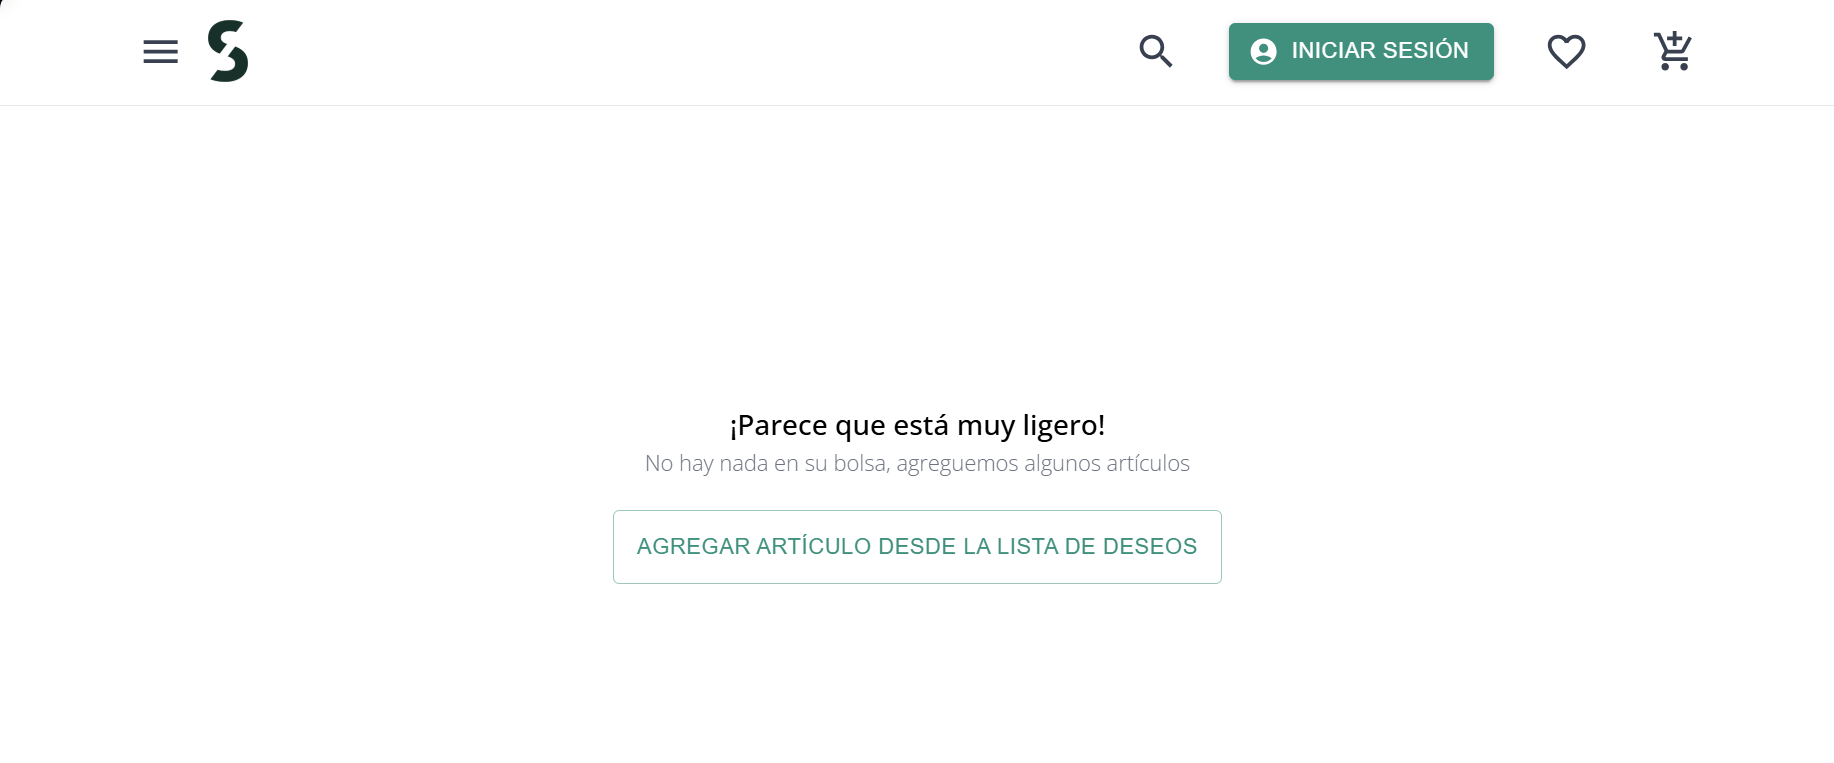 S
INICIAR SESIÓN
¡Parece que está muy ligero!
No hay nada en su bolsa, agreguemos algunos artículos
AGREGAR ARTÍCULO DESDE LA LISTA DE DESEOS